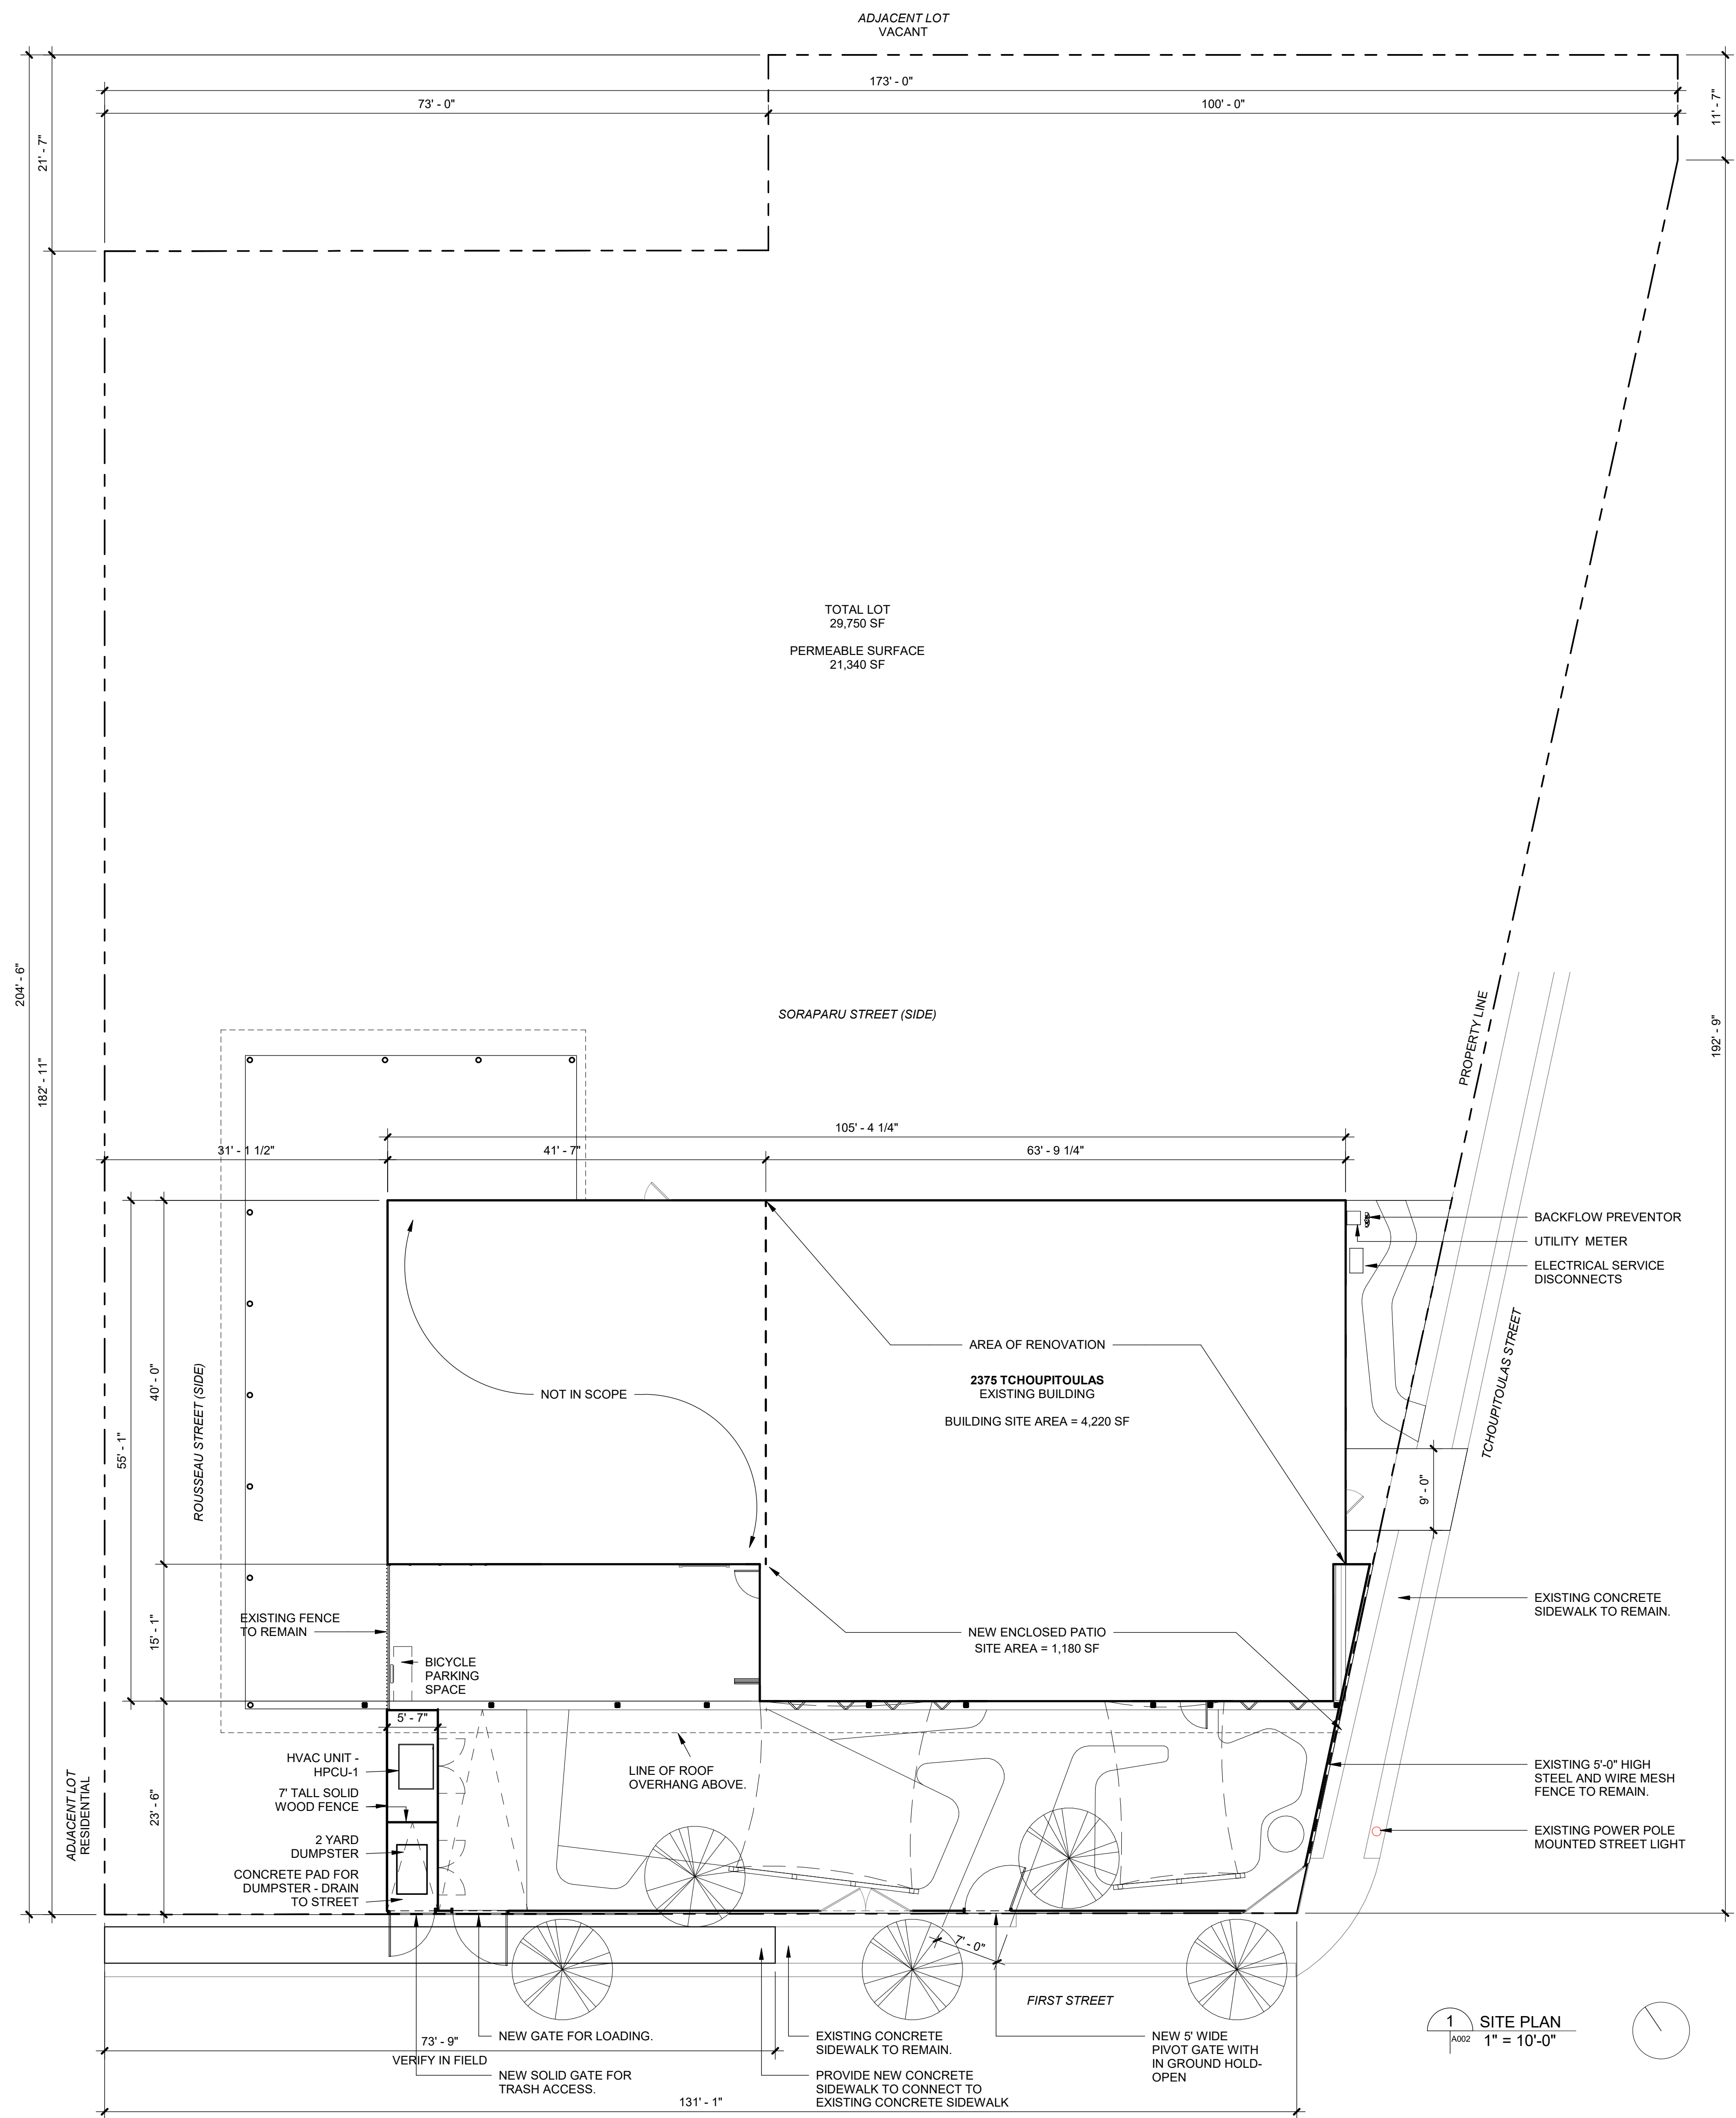 ADJACENT LOT
VACANT
173' - 0"
73' - 0"
100' - 0"
11' - 7"
21' - 7"
TOTAL LOT
29,750 SF
PERMEABLE SURFACE
21,340 SF
204' - 6"
182' - 11"
192' - 9"
PROPERTY LINE
SORAPARU STREET (SIDE)
105' - 4 1/4"
31' - 1 1/2"
41' - 7"
63' - 9 1/4"
BACKFLOW PREVENTOR
UTILITY METER
ELECTRICAL SERVICE
DISCONNECTS
AREA OF RENOVATION
2375 TCHOUPITOULAS
EXISTING BUILDING
BUILDING SITE AREA = 4,220 SF
NOT IN SCOPE
40' - 0"
55' - 1"
15' - 1"
ROUSSEAU STREET (SIDE)
TCHOUPITOULAS STREET
9' - 0"
EXISTING CONCRETE
SIDEWALK TO REMAIN.
EXISTING FENCE
TO REMAIN
NEW ENCLOSED PATIO
SITE AREA = 1,180 SF
BICYCLE
PARKING
SPACE
5' - 7"
HVAC UNIT -
HPCU-1
7' TALL SOLID
WOOD FENCE
2 YARD
DUMPSTER
CONCRETE PAD FOR
DUMPSTER - DRAIN
TO STREET
23' - 6"
ADJACENT LOT
RESIDENTIAL
LINE OF ROOF
OVERHANG ABOVE.
EXISTING 5'-0" HIGH
STEEL AND WIRE MESH
FENCE TO REMAIN.
EXISTING POWER POLE
MOUNTED STREET LIGHT
7' - 0"
FIRST STREET
73' - 9"
VERIFY IN FIELD
NEW GATE FOR LOADING.
NEW SOLID GATE FOR
TRASH ACCESS.
EXISTING CONCRETE
SIDEWALK TO REMAIN.
PROVIDE NEW CONCRETE
SIDEWALK TO CONNECT TO
EXISTING CONCRETE SIDEWALK
NEW 5' WIDE
PIVOT GATE WITH
IN GROUND HOLD-
OPEN
131' - 1"
1
A002
SITE PLAN
1" = 10'-0"